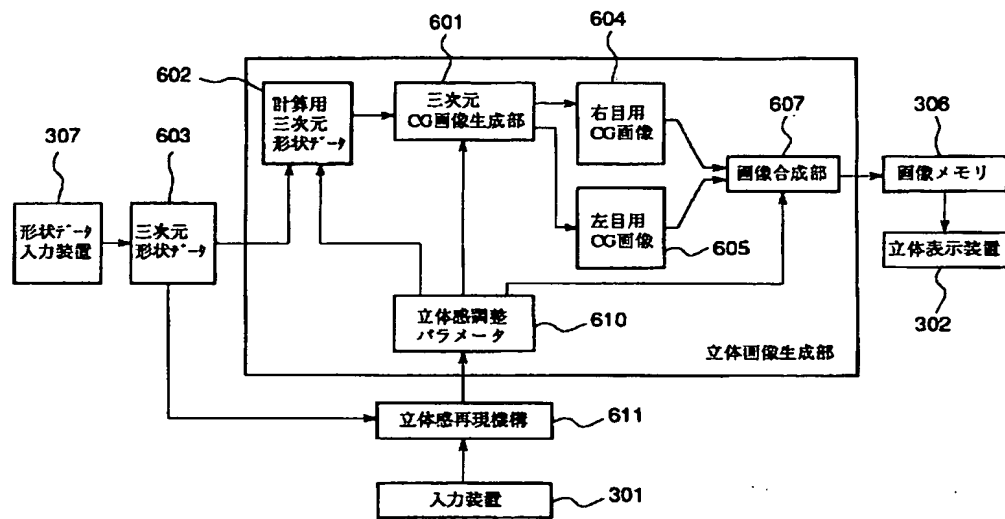 601
604
602
計算用
三次元
形状データ
三次元
CG画像生成部
右目用
CG画像
607
306
307
603
画像合成部
画像メモリ
形状データ
入力装置
三次元
形状データ
左目用
CG画像
605
立体表示装置
302
立体感調整
パラメータ
610
立体画像生成部
立体感再現機構
611
入力装置
301